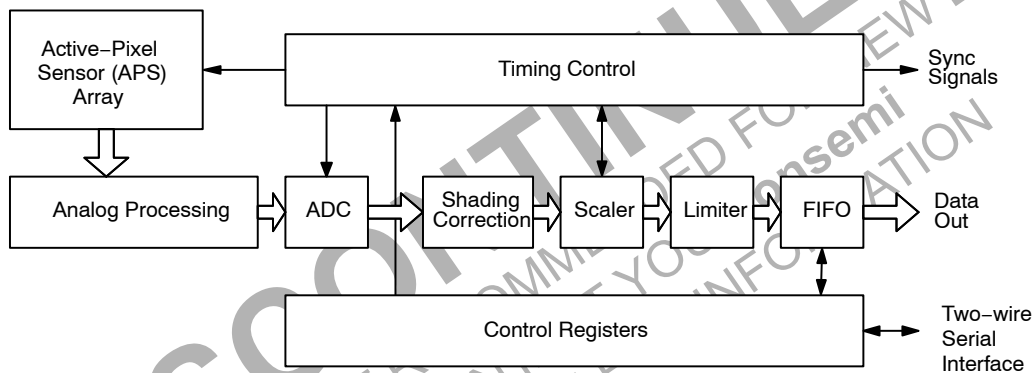 Active−Pixel
Sensor (APS)
Array
Timing Control
Sync
Signals
Analog Processing
ADC
Shading
Correction
Scaler
Limiter
FIFO
Data
Out
Control Registers
Two−wire
Serial
Interface
onsemi